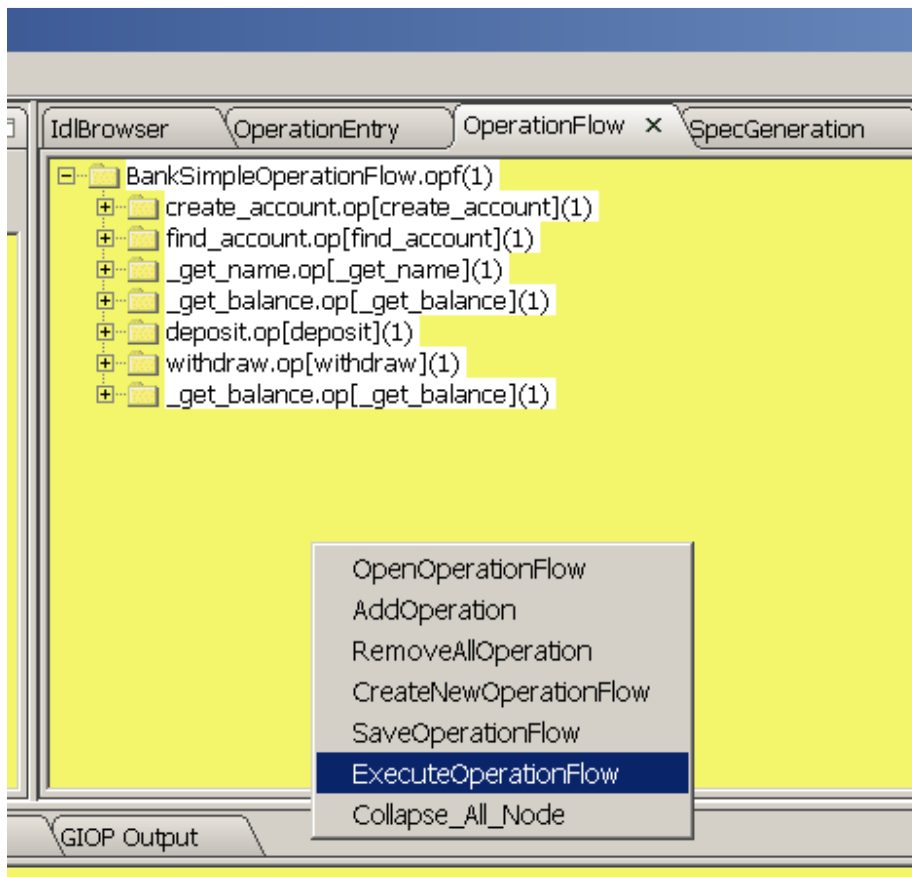 IdlBrowser OperationEntry OperationFlow SpecGeneration
BankSimpleOperationFlow.opf(1)
create_account.op[create_account](1)
find_account.op[find_account](1)
_get_name.op[_get_name](1)
_get_balance.op[_get_balance](1)
deposit.op[deposit](1)
withdraw.op[withdraw](1)
_get_balance.op[_get_balance](1)
OpenOperationFlow
AddOperation
RemoveAllOperation
CreateNewOperationFlow
SaveOperationFlow
ExecuteOperationFlow
Collapse_All_Node
GIOP Output